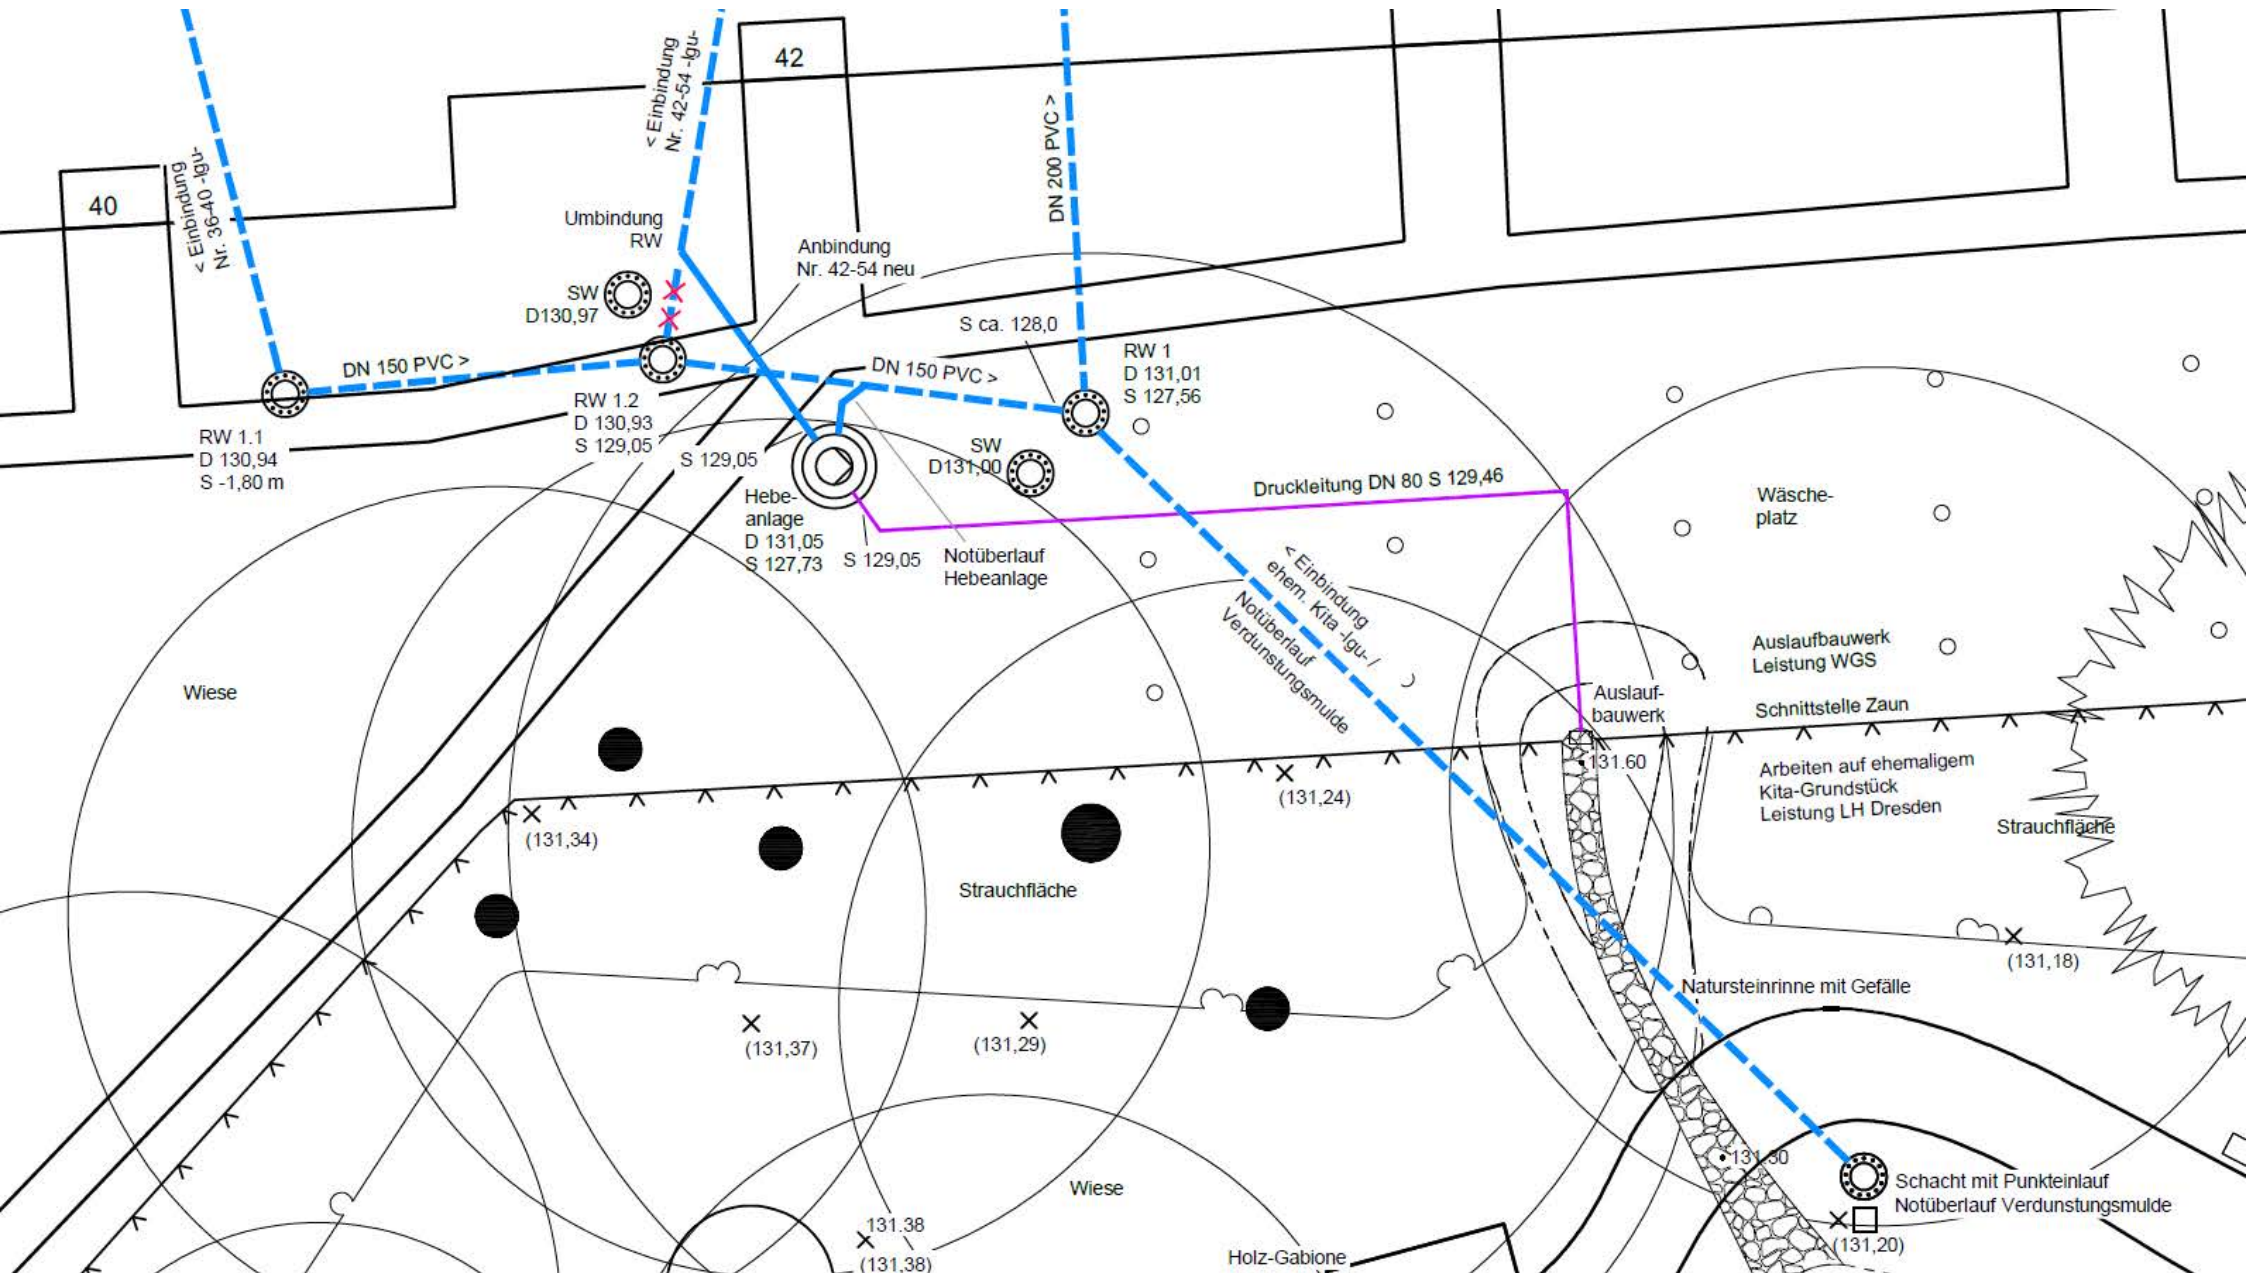 42
< Einbindung
Nr. 42-54 -lgu-
40
< Einbindung
Nr. 36-40 -lgu-
DN 200 PVC >
Umbindung
RW
SW
D130,97
Anbindung
Nr. 42-54 neu
S ca. 128,0
RW 1
D 131,01
S 127,56
DN 150 PVC >
DN 150 PVC >
RW 1.2
D 130,93
S 129,05
RW 1.1
D 130,94
S -1,80 m
S 129,05
SW
D131,00
Hebe-
anlage
D 131,05
S 127,73
S 129,05
Notüberlauf
Hebeanlage
Druckleitung DN 80 S 129,46
Wäsche-
platz
< Einbindung
ehem. Kita -lgu- /
Notüberlauf
Verdunstungsmulde
Auslaufbauwerk
Leistung WGS
Schnittstelle Zaun
Auslauf-
bauwerk
131.60
Arbeiten auf ehemaligem
Kita-Grundstück
Leistung LH Dresden
Strauchfläche
Wiese
(131,34)
(131,24)
Strauchfläche
(131,18)
Natursteinrinne mit Gefälle
(131,37)
(131,29)
131.30
Schacht mit Punkteinlauf
Notüberlauf Verdunstungsmulde
(131,20)
Wiese
131.38
(131,38)
Holz-Gabione